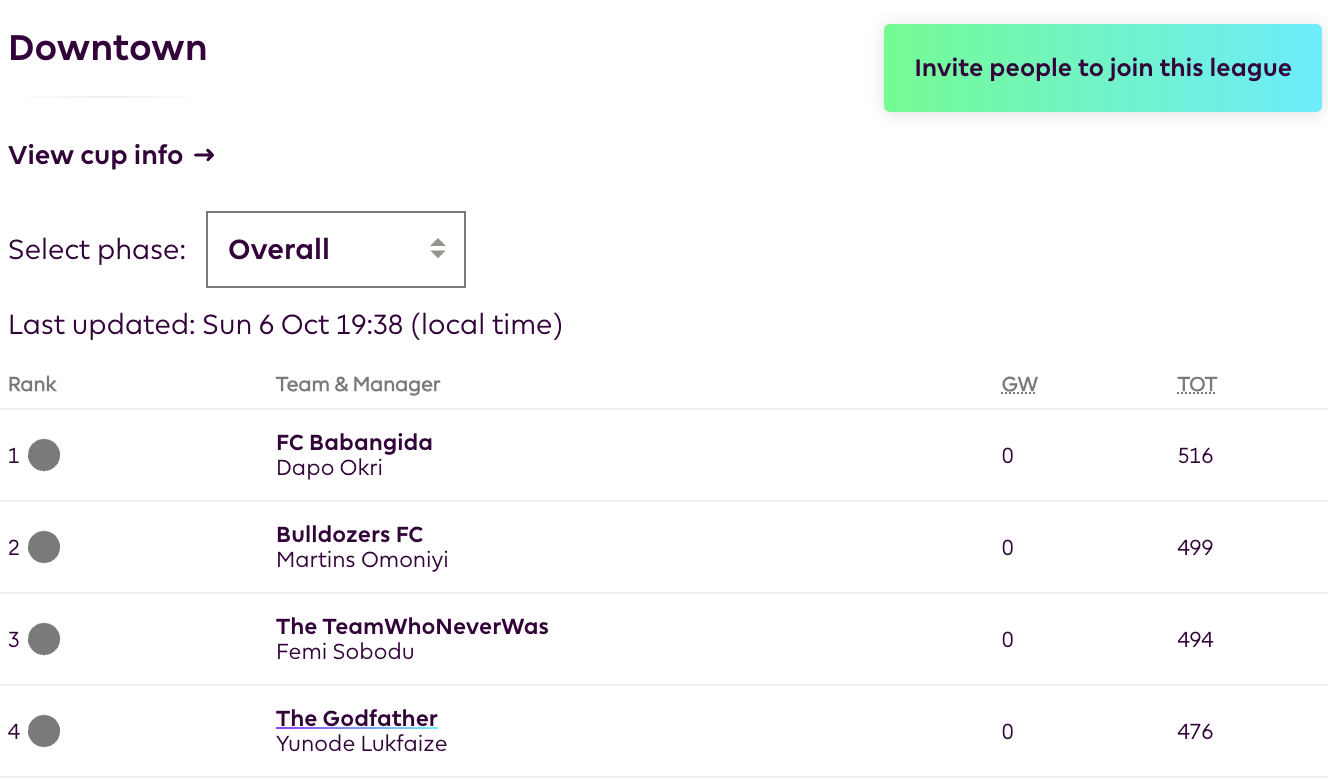 Downtown
Invite people to join this league
View cup info →
Select phase: Overall
Last updated: Sun 6 Oct 19:38 (local time)
Rank Team & Manager GW TOT
1 FC Babangida 0 516
Dapo Okri
2 Bulldozers FC 0 499
Martins Omoniyi
3 The TeamWhoNeverWas 0 494
Femi Sobodu
4 The Godfather 0 476
Yunode Lukfaize